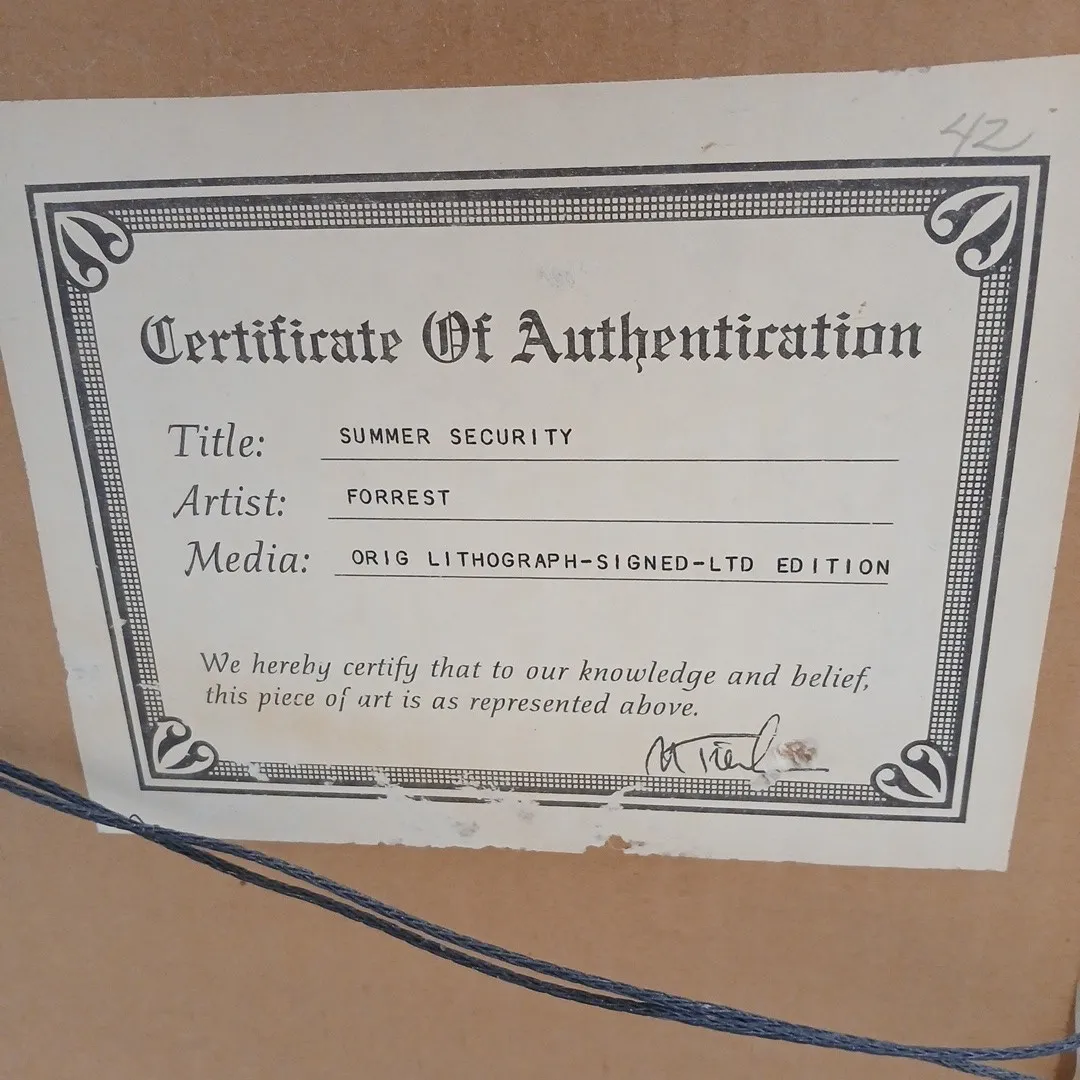 42
Certificate Of Authentication
Title: SUMMER SECURITY
Artist: FORREST
Media: ORIG LITHOGRAPH-SIGNED-LTD EDITION
We hereby certify that to our knowledge and belief,
this piece of art is as represented above.